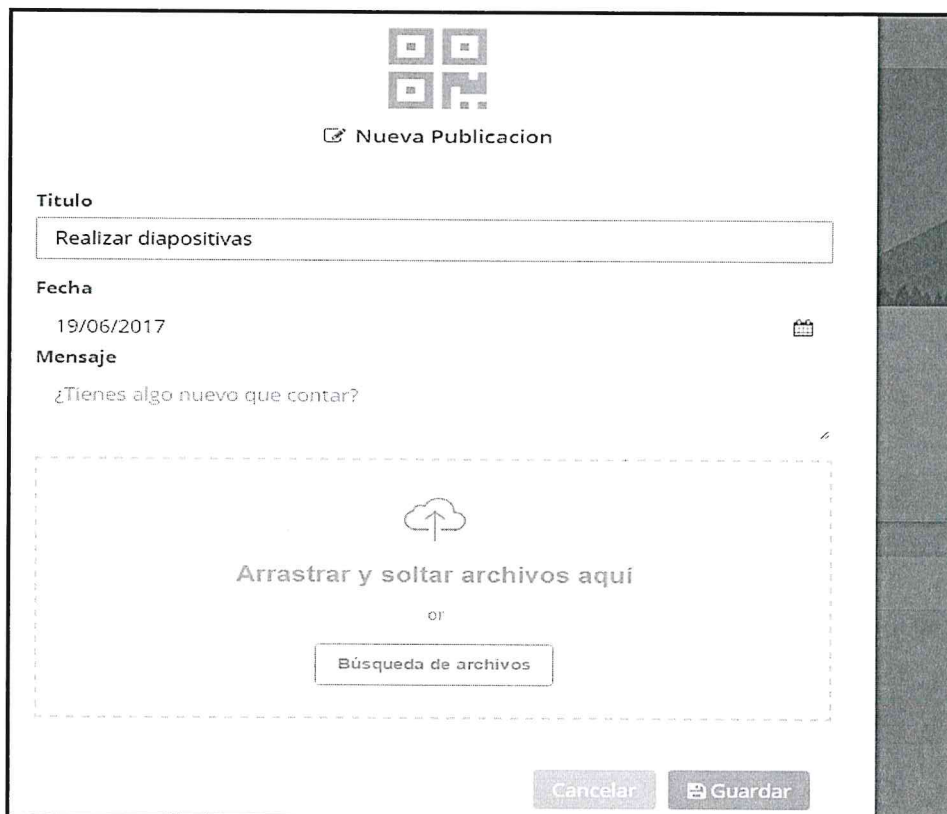 Nueva Publicacion
Titulo
Realizar diapositivas
Fecha
19/06/2017
Mensaje
¿Tienes algo nuevo que contar?
Arrastrar y soltar archivos aquí
or
Búsqueda de archivos
Cancelar Guardar